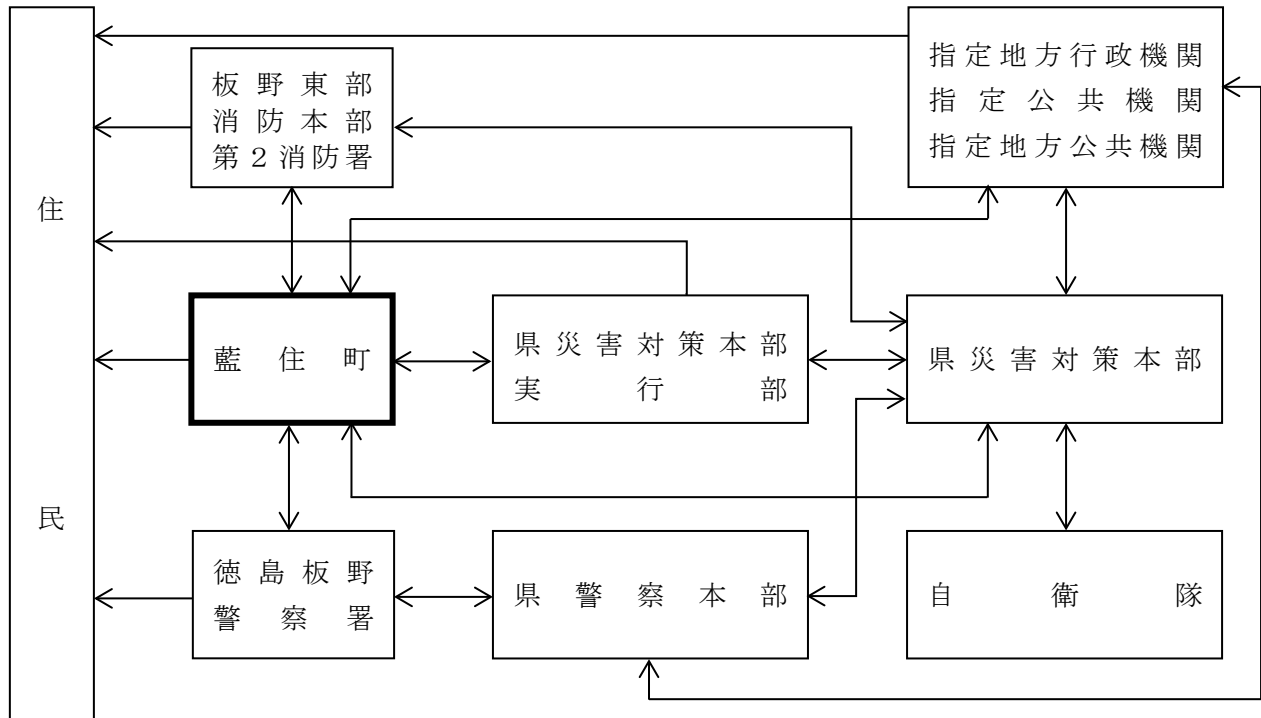 住民
板野東部
消防本部
第２消防署
指定地方行政機関
指定公共機関
指定地方公共機関
藍住町
県災害対策本部
実行部
県災害対策本部
徳島板野
警察署
県警察本部
自衛隊